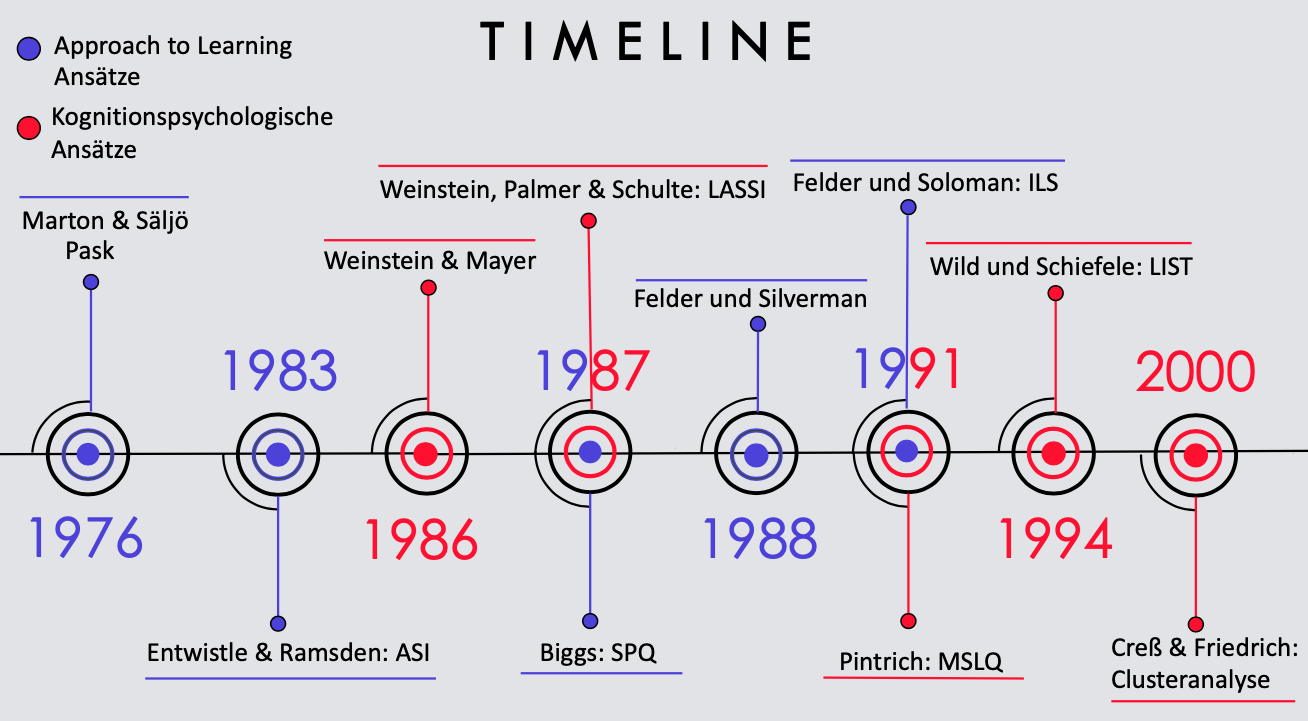 TIMELINE
Approach to Learning
Ansätze
Kognitionspsychologische
Ansätze
Marton & Säljö
Pask
Weinstein & Mayer
Weinstein, Palmer & Schulte: LASSI
Felder und Silverman
Felder und Soloman: ILS
Wild und Schiefele: LIST
1983
1987
1991
2000
1976
1986
1988
1994
Entwistle & Ramsden: ASI
Biggs: SPQ
Pintrich: MSLQ
Creß & Friedrich:
Clusteranalyse